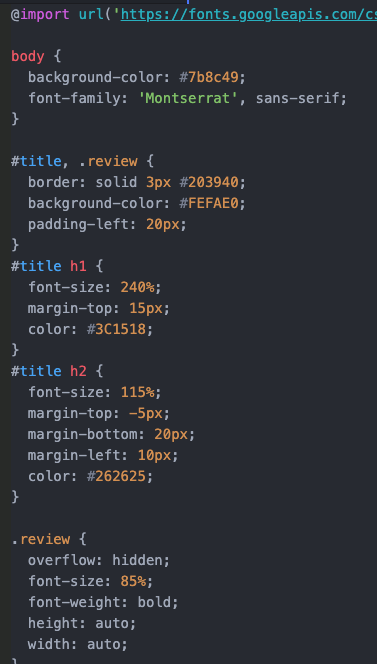 @import url('https://fonts.googleapis.com/cs
body {
background-color: #7b8c49;
font-family: 'Montserrat', sans-serif;
}
#title, .review {
border: solid 3px #203940;
background-color: #FEFAE0;
padding-left: 20px;
}
#title h1 {
font-size: 240%;
margin-top: 15px;
color: #3C1518;
}
#title h2 {
font-size: 115%;
margin-top: -5px;
margin-bottom: 20px;
margin-left: 10px;
color: #262625;
}
.review {
overflow: hidden;
font-size: 85%;
font-weight: bold;
height: auto;
width: auto;
}